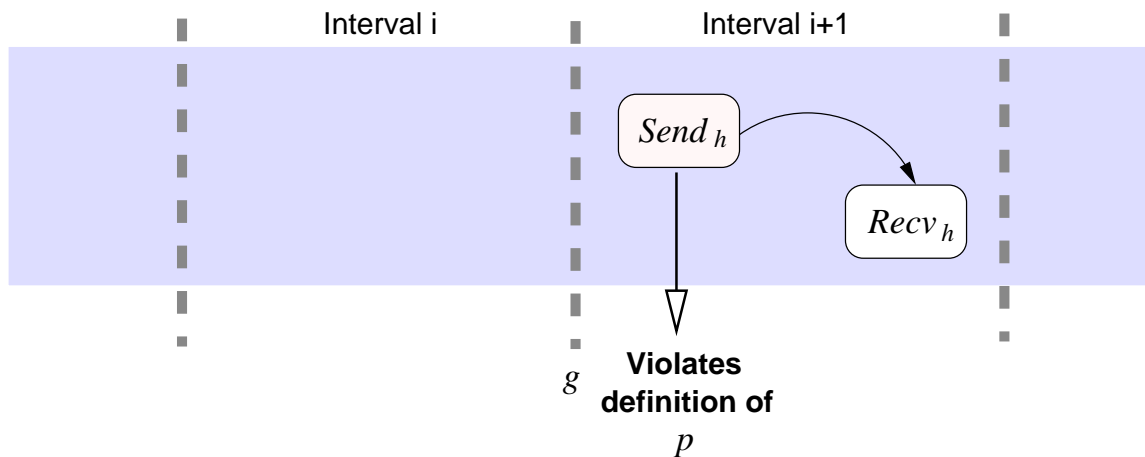 Interval i
Interval i+1
Send h
Recv h
g
Violates
definition of
p